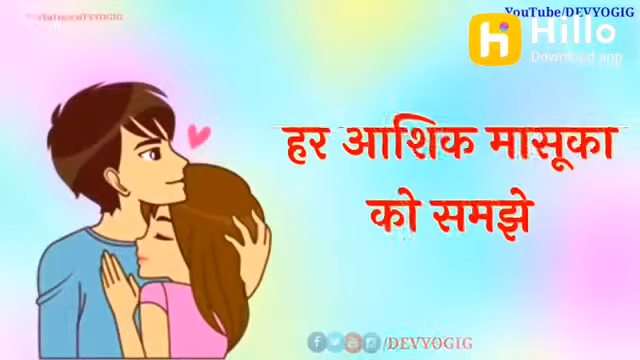 YouTube/DEVYOGIG
Hillo
Download app
हर आशिक मासूका
को समझे
/DEVYOGIG